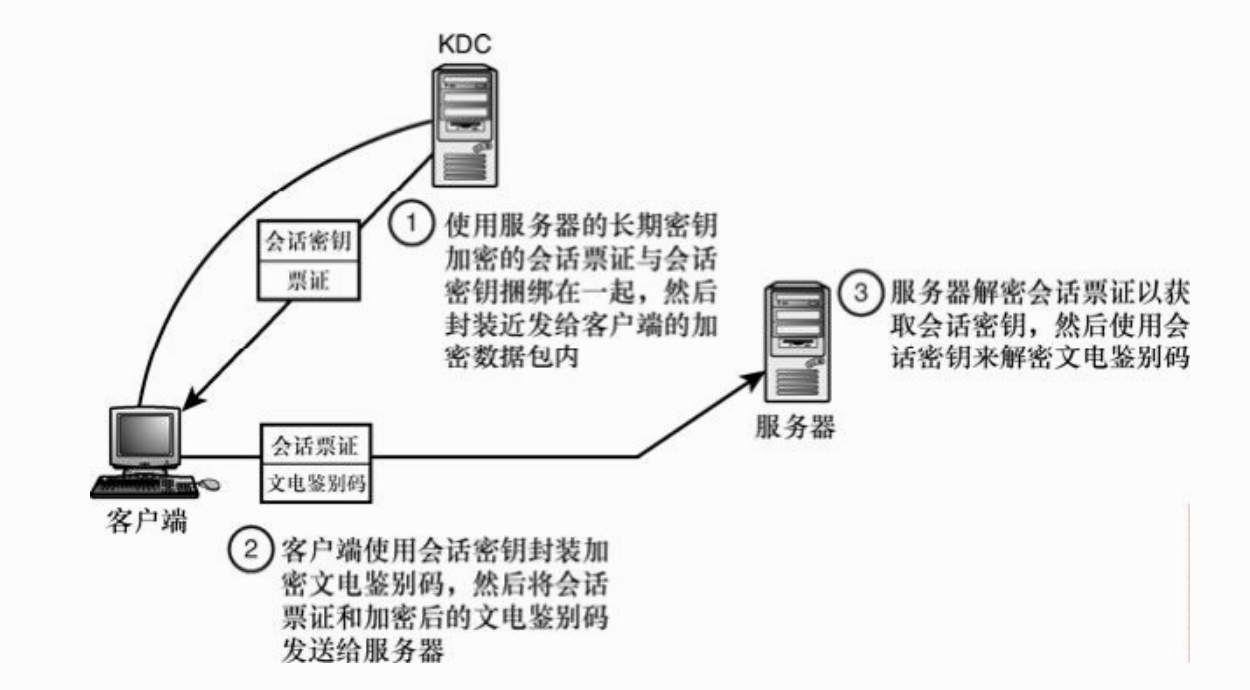 KDC
会话密钥
票证
1
使用服务器的长期密钥
加密的会话票证与会话
密钥捆绑在一起，然后
封装近发给客户端的加
密数据包内
3
服务器解密会话票证以获
取会话密钥，然后使用会
话密钥来解密文电鉴别码
服务器
会话票证
文电鉴别码
客户端
2
客户端使用会话密钥封装加
密文电鉴别码，然后将会话
票证和加密后的文电鉴别码
发送给服务器